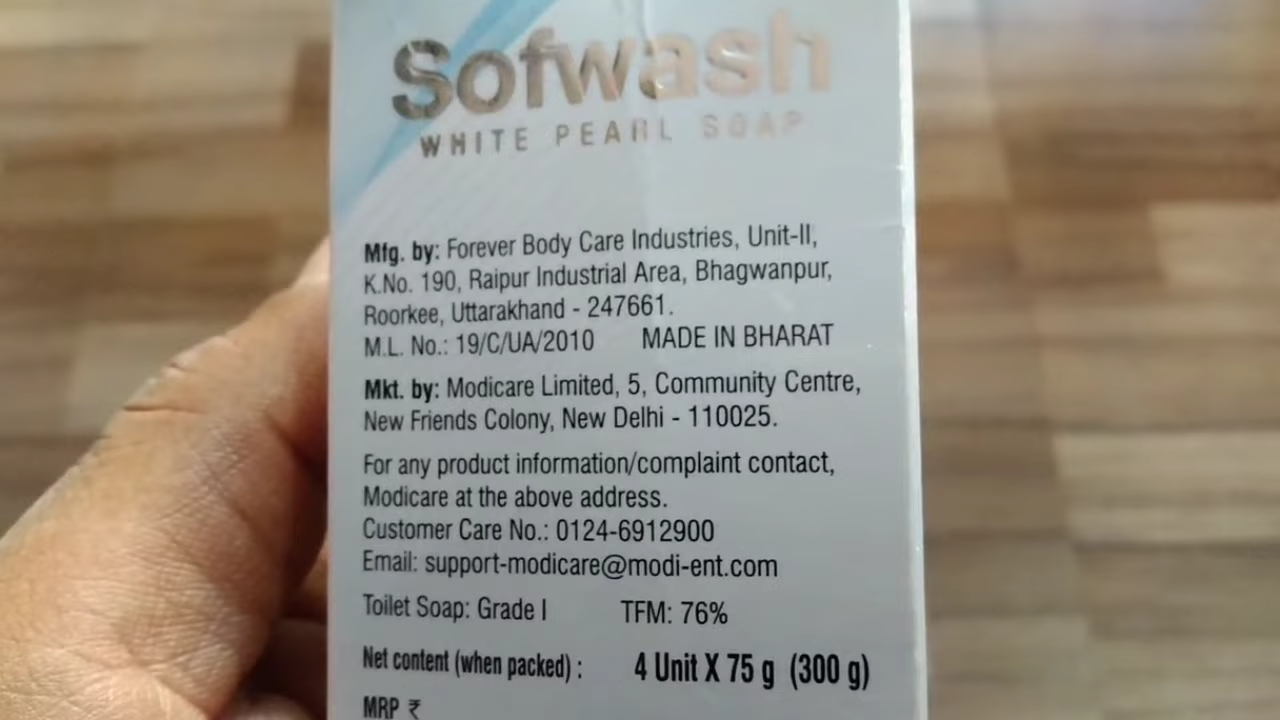 Sofwash
WHITE PEARL SOAP
Mfg. by: Forever Body Care Industries, Unit-II,
K.No. 190, Raipur Industrial Area, Bhagwanpur,
Roorkee, Uttarakhand - 247661.
M.L. No.: 19/C/UA/2010 MADE IN BHARAT
Mkt. by: Modicare Limited, 5, Community Centre,
New Friends Colony, New Delhi - 110025.
For any product information/complaint contact,
Modicare at the above address.
Customer Care No.: 0124-6912900
Email: support-modicare@modi-ent.com
Toilet Soap: Grade I TFM: 76%
Net content (when packed) : 4 Unit X 75 g (300 g)
MRP ₹